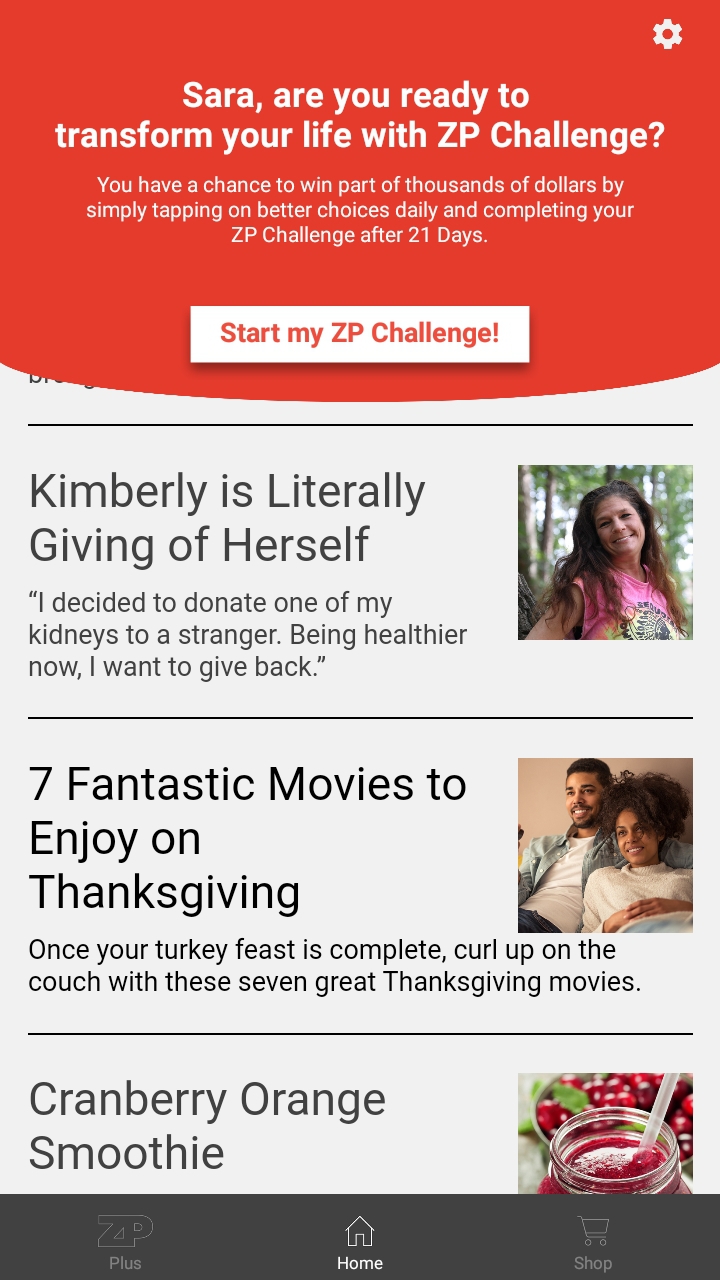 Sara, are you ready to
transform your life with ZP Challenge?
You have a chance to win part of thousands of dollars by
simply tapping on better choices daily and completing your
ZP Challenge after 21 Days.
Start my ZP Challenge!
Kimberly is Literally
Giving of Herself
“I decided to donate one of my
kidneys to a stranger. Being healthier
now, I want to give back.”
7 Fantastic Movies to
Enjoy on
Thanksgiving
Once your turkey feast is complete, curl up on the
couch with these seven great Thanksgiving movies.
Cranberry Orange
Smoothie
ZP
Plus
Home
Shop